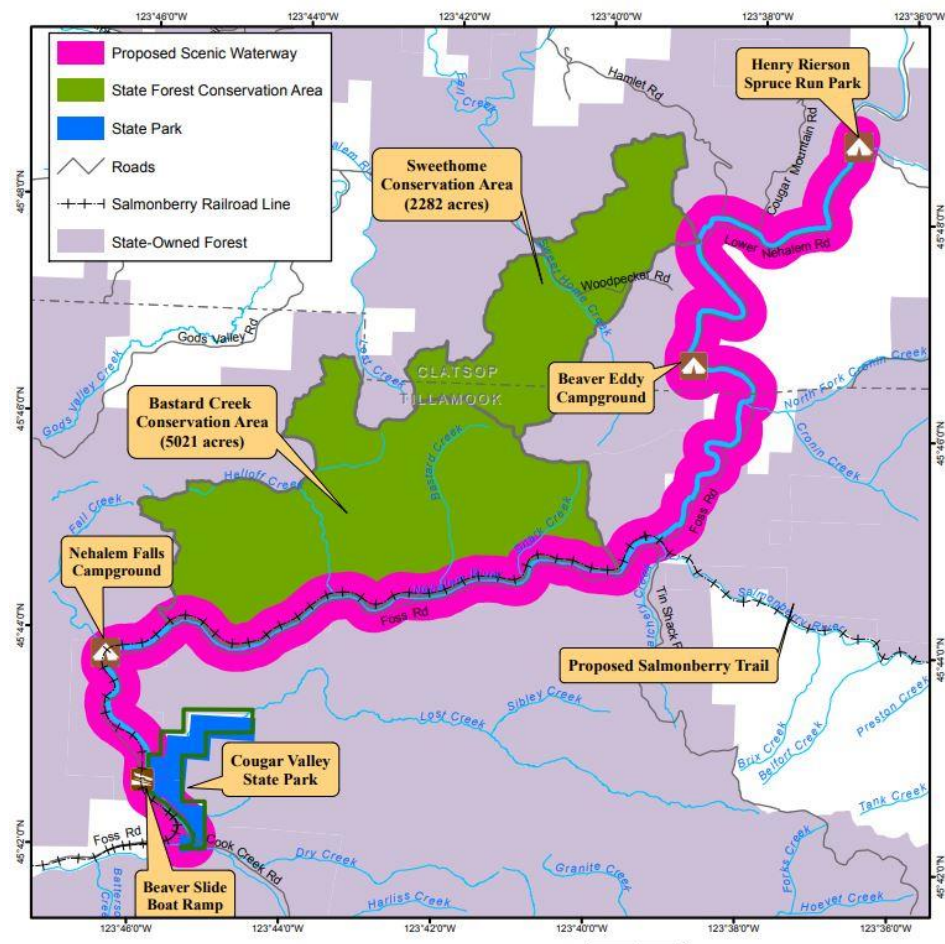 123°46'0"W
123°44'0"W
123°42'0"W
123°40'0"W
123°38'0"W
123°36'0"W
Proposed Scenic Waterway
State Forest Conservation Area
State Park
Roads
Salmonberry Railroad Line
State-Owned Forest
Henry Rierson
Spruce Run Park
Hamlet Rd
Fall Creek
Cougar Mountain Rd
Sweethome
Conservation Area
(2282 acres)
45°48'0"N
45°48'0"N
Lower Nehalem Rd
Sweet Home Creek
Woodpecker Rd
Gods Valley Rd
Gods Valley Creek
Lost Creek
CLATSOP
TILLAMOOK
Beaver Eddy
Campground
North Fork Cronin Creek
Cronin Creek
45°46'0"N
45°46'0"N
Bastard Creek
Conservation Area
(5021 acres)
Helloff Creek
Bastard Creek
Snark Creek
Fall Creek
Foss Rd
Nehalem Falls
Campground
Nehalem River
Foss Rd
Tin Shack R
Salmonberry River
45°44'0"N
45°44'0"N
Proposed Salmonberry Trail
Preston Creek
Brix Creek
Belfort Creek
Tank Creek
Lost Creek
Sibley Creek
Cougar Valley
State Park
45°42'0"N
45°42'0"N
Foss Rd
Cook Creek Rd
Dry Creek
Granite Creek
Forks Creek
Harliss Creek
Hoevet Creek
Beaver Slide
Boat Ramp
123°46'0"W
123°44'0"W
123°42'0"W
123°40'0"W
123°38'0"W
123°36'0"W